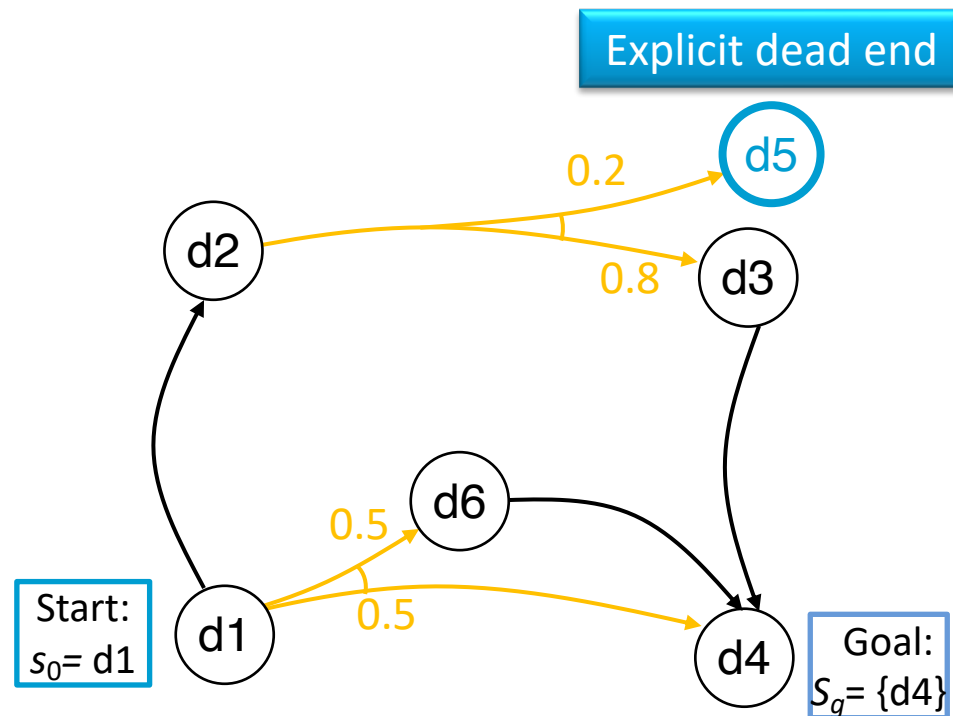 Explicit dead end
d5
0.2
d2
0.8
d3
d6
0.5
Start:
s₀= d1
d1
0.5
d4
Goal:
S_g= {d4}